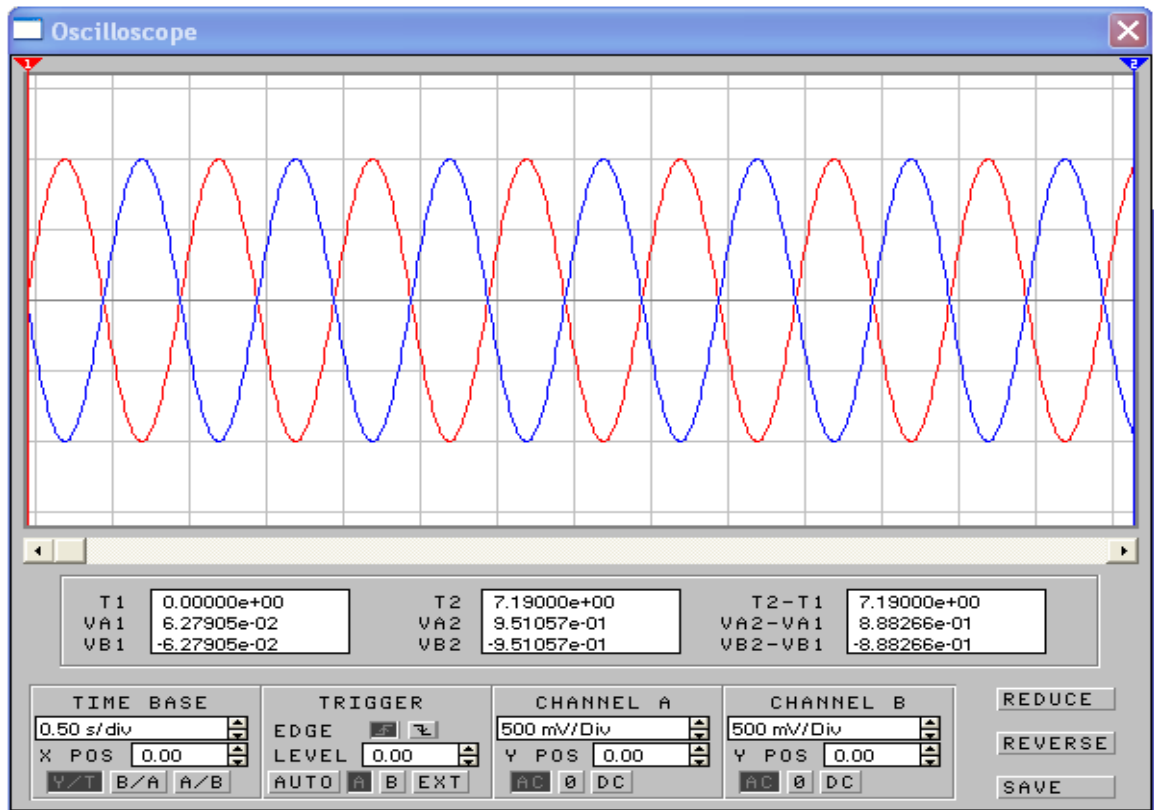 Oscilloscope
1 2
T1 0.00000e+00 T2 7.19000e+00 T2-T1 7.19000e+00
VA1 6.27905e-02 VA2 9.51057e-01 VA2-VA1 8.88266e-01
VB1 -6.27905e-02 VB2 -9.51057e-01 VB2-VB1 -8.88266e-01
TIME BASE TRIGGER CHANNEL A CHANNEL B REDUCE
0.50 s/div EDGE 500 mV/Div 500 mV/Div
X POS 0.00 LEVEL 0.00 Y POS 0.00 Y POS 0.00 REVERSE
Y/T B/A A/B AUTO A B EXT AC 0 DC AC 0 DC SAVE